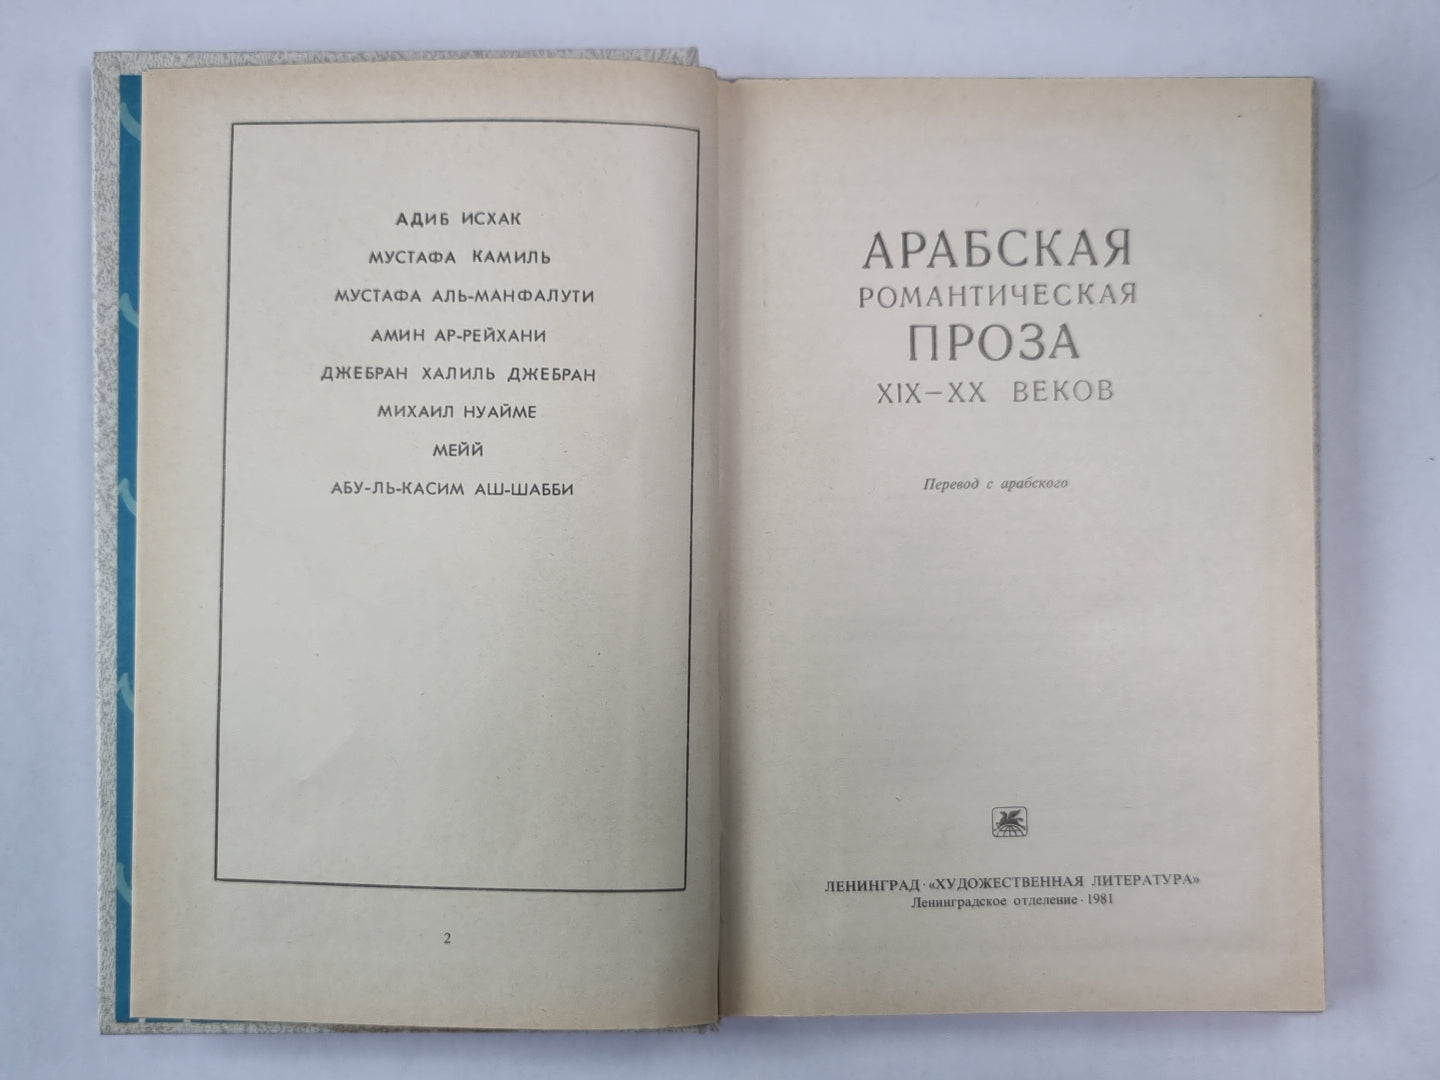 АДИБ ИСХАК
МУСТАФА КАМИЛЬ
МУСТАФА АЛЬ-МАНФАЛУТИ
АМИН АР-РЕЙХАНИ
ДЖЕБРАН ХАЛИЛЬ ДЖЕБРАН
МИХАИЛ НУАЙМЕ
МЕЙЙ
АБУ-ЛЬ-КАСИМ АШ-ШАББИ
2
АРАБСКАЯ
РОМАНТИЧЕСКАЯ
ПРОЗА
XIX–XX ВЕКОВ
Перевод с арабского
ЛЕНИНГРАД·«ХУДОЖЕСТВЕННАЯ ЛИТЕРАТУРА»
Ленинградское отделение·1981